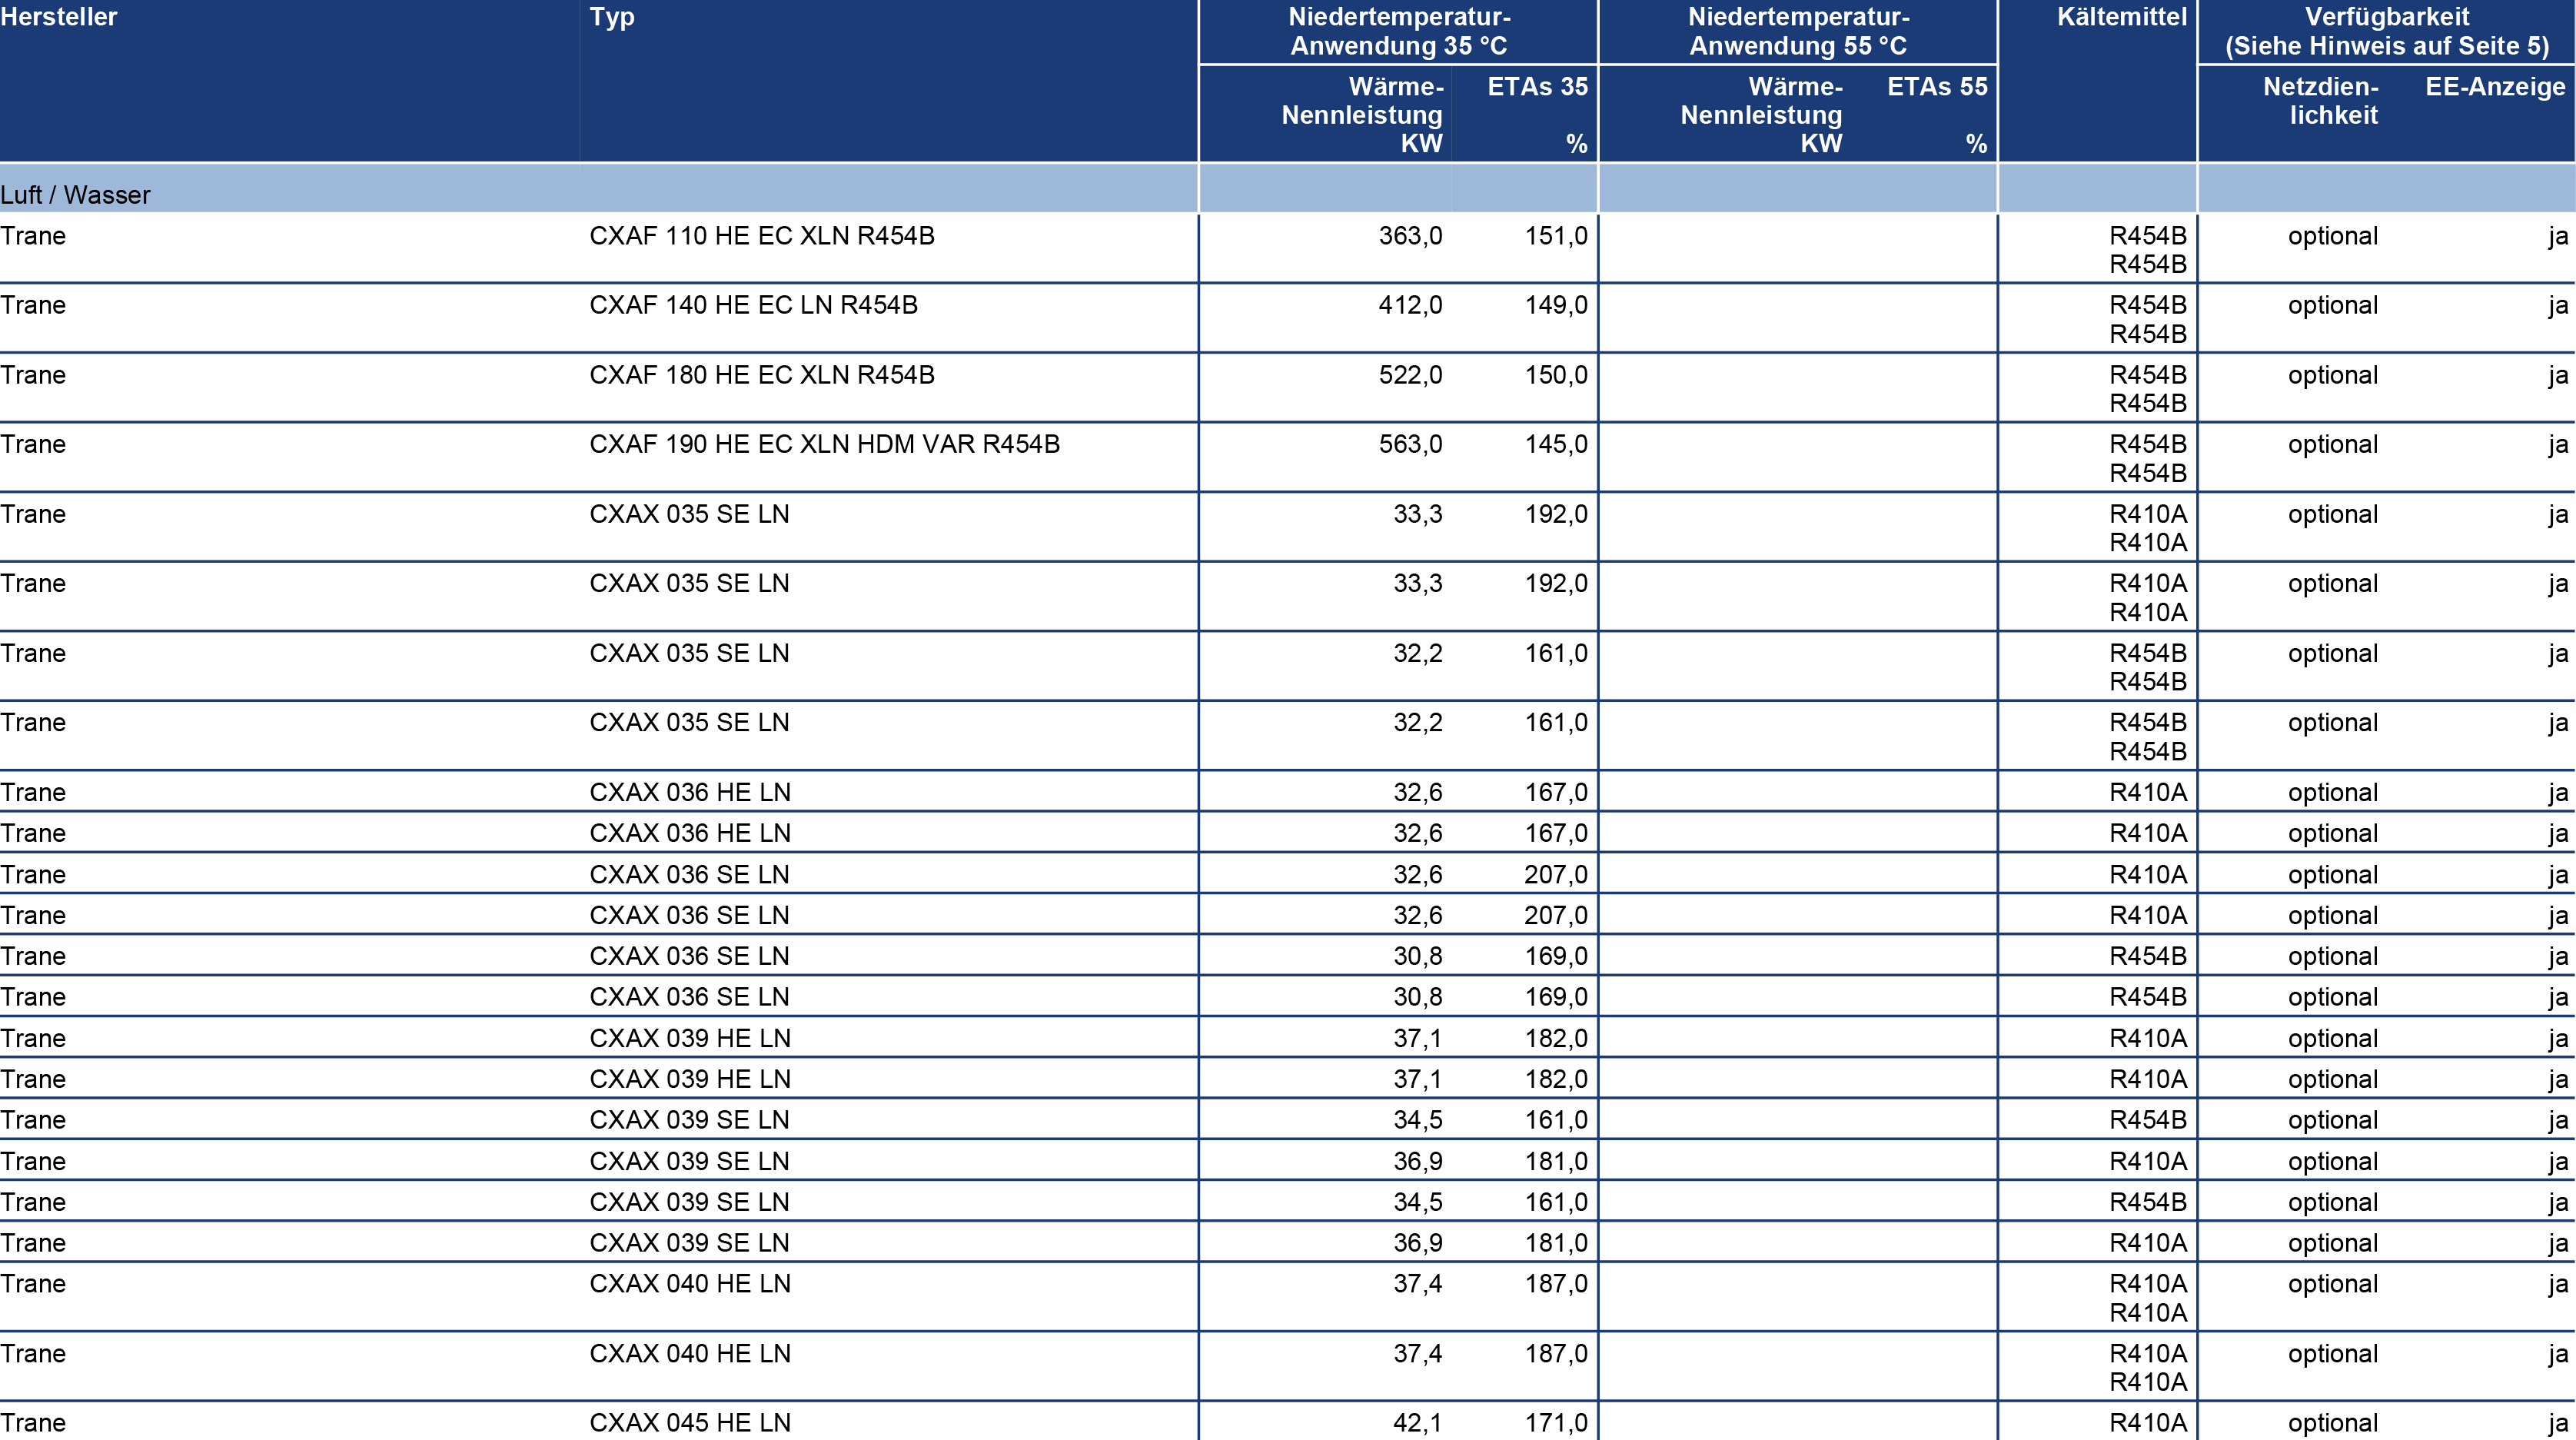 Hersteller Typ Niedertemperatur- Niedertemperatur- Kältemittel Verfügbarkeit
Anwendung 35 °C Anwendung 55 °C (Siehe Hinweis auf Seite 5)
Wärme- ETAs 35 Wärme- ETAs 55 Netzdien- EE-Anzeige
Nennleistung Nennleistung lichkeit
KW % KW %
Luft / Wasser
Trane CXAF 110 HE EC XLN R454B 363,0 151,0 R454B optional ja
R454B
Trane CXAF 140 HE EC LN R454B 412,0 149,0 R454B optional ja
R454B
Trane CXAF 180 HE EC XLN R454B 522,0 150,0 R454B optional ja
R454B
Trane CXAF 190 HE EC XLN HDM VAR R454B 563,0 145,0 R454B optional ja
R454B
Trane CXAX 035 SE LN 33,3 192,0 R410A optional ja
R410A
Trane CXAX 035 SE LN 33,3 192,0 R410A optional ja
R410A
Trane CXAX 035 SE LN 32,2 161,0 R454B optional ja
R454B
Trane CXAX 035 SE LN 32,2 161,0 R454B optional ja
R454B
Trane CXAX 036 HE LN 32,6 167,0 R410A optional ja
Trane CXAX 036 HE LN 32,6 167,0 R410A optional ja
Trane CXAX 036 SE LN 32,6 207,0 R410A optional ja
Trane CXAX 036 SE LN 32,6 207,0 R410A optional ja
Trane CXAX 036 SE LN 30,8 169,0 R454B optional ja
Trane CXAX 036 SE LN 30,8 169,0 R454B optional ja
Trane CXAX 039 HE LN 37,1 182,0 R410A optional ja
Trane CXAX 039 HE LN 37,1 182,0 R410A optional ja
Trane CXAX 039 SE LN 34,5 161,0 R454B optional ja
Trane CXAX 039 SE LN 36,9 181,0 R410A optional ja
Trane CXAX 039 SE LN 34,5 161,0 R454B optional ja
Trane CXAX 039 SE LN 36,9 181,0 R410A optional ja
Trane CXAX 040 HE LN 37,4 187,0 R410A optional ja
R410A
Trane CXAX 040 HE LN 37,4 187,0 R410A optional ja
R410A
Trane CXAX 045 HE LN 42,1 171,0 R410A optional ja